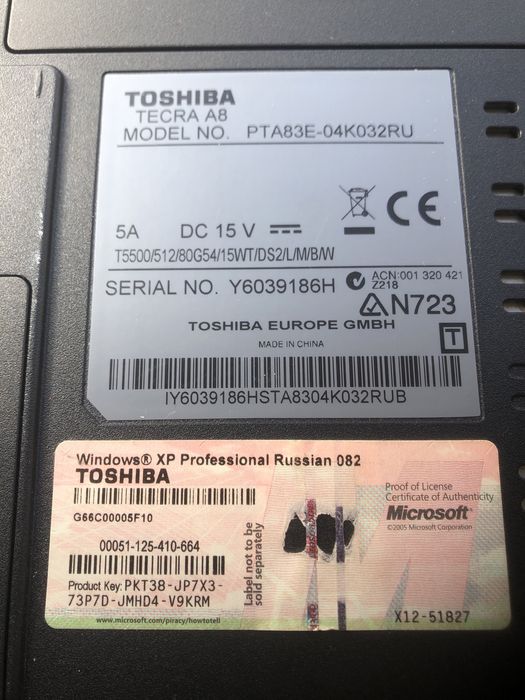 TOSHIBA
TECRA A8
MODEL NO. PTA83E-04K032RU
5A DC 15 V
CE
T5500/512/80G54/15WT/DS2/L/M/B/W
SERIAL NO. Y6039186H
ACN:001 320 421
Z218
N723
TOSHIBA EUROPE GMBH
MADE IN CHINA
T
IY6039186HSTA8304K032RUB
Windows® XP Professional Russian 082
TOSHIBA
G66C00005F10
00051-125-410-664
Product Key: PKT38-JP7X3-
73P7D-JMHD4-V9KRM
www.microsoft.com/piracy/howtotell
Label not to be
sold separately
Proof of License
Certificate of Authenticity
Microsoft
©2005 Microsoft Corporation
X12-51827